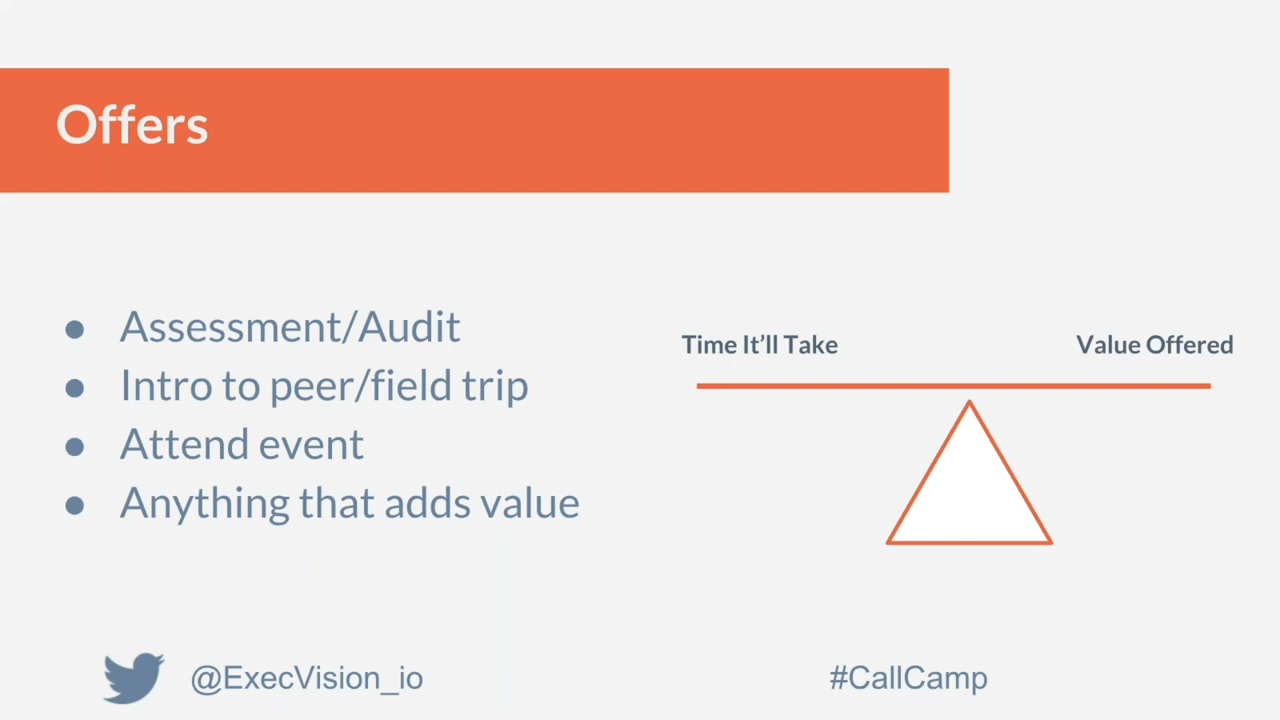 Offers
● Assessment/Audit
● Intro to peer/field trip
● Attend event
● Anything that adds value
Time It’ll Take
Value Offered
@ExecVision_io
#CallCamp